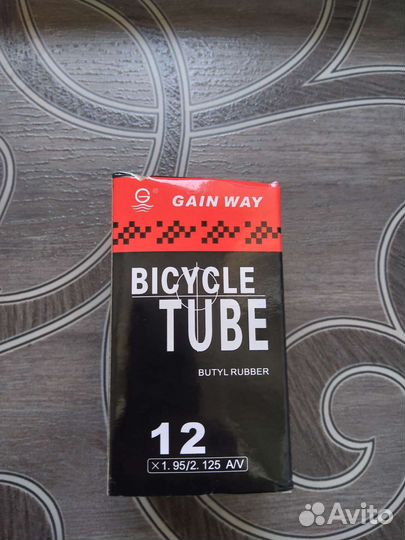 G
GAIN WAY
BICYCLE
TUBE
BUTYL RUBBER
12
×1.95/2.125 A/V
Avito